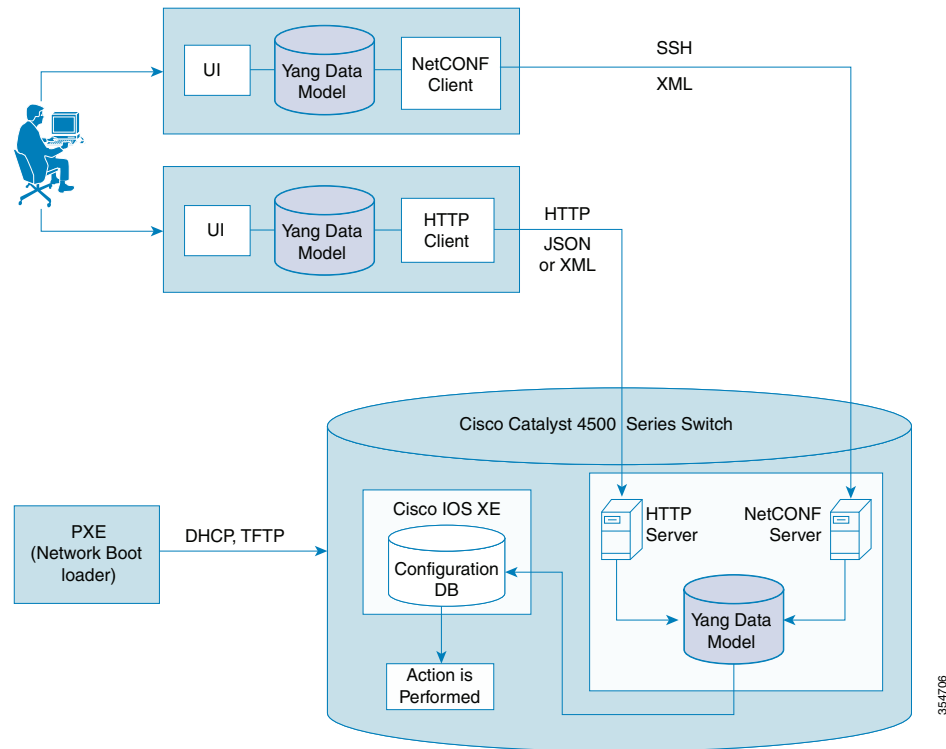 UI
Yang Data
Model
NetCONF
Client
SSH
XML
UI
Yang Data
Model
HTTP
Client
HTTP
JSON
or XML
Cisco Catalyst 4500 Series Switch
PXE
(Network Boot
loader)
DHCP, TFTP
Cisco IOS XE
Configuration
DB
Action is
Performed
HTTP
Server
NetCONF
Server
Yang Data
Model
354706